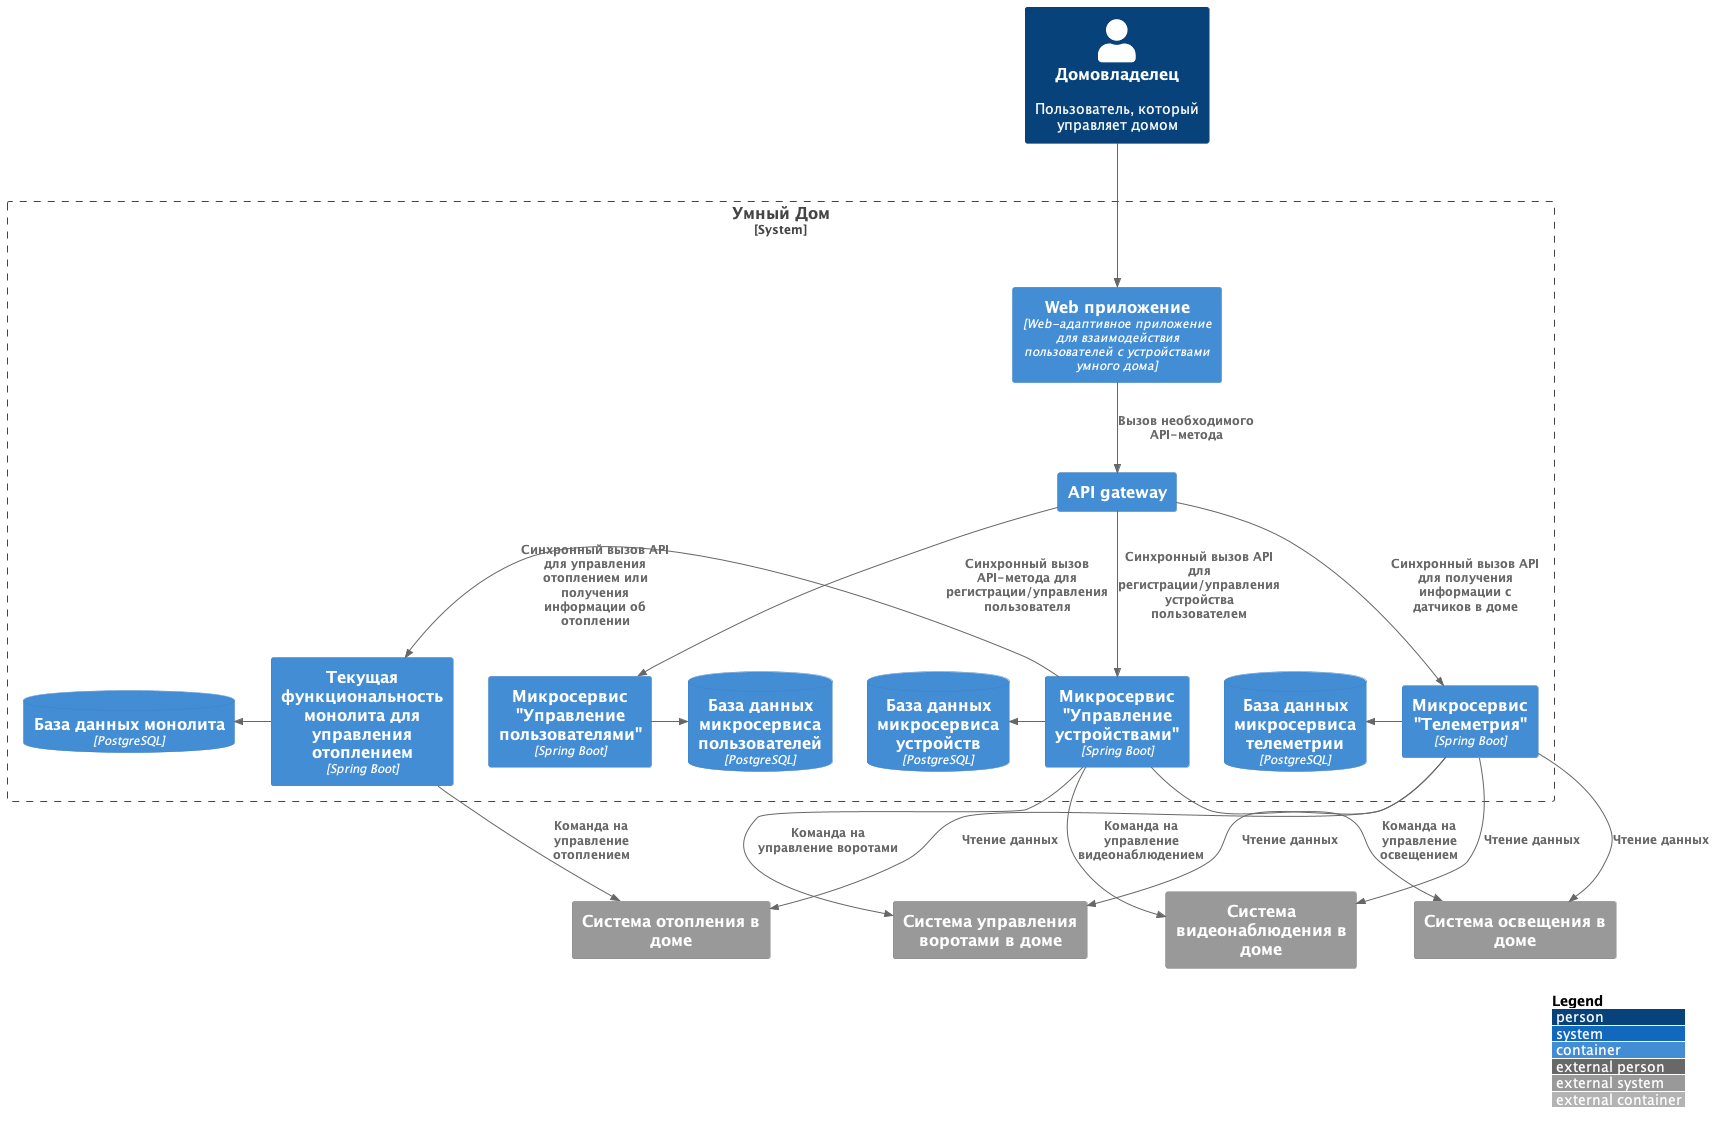 Домовладелец
Пользователь, который
управляет домом
Умный Дом
[System]
Web приложение
[Web-адаптивное приложение
для взаимодействия
пользователей с устройствами
умного дома]
Вызов необходимого
API-метода
API gateway
Синхронный вызов API
для управления
отоплением или
получения
информации об
отоплении
Синхронный вызов
API-метода для
регистрации/управления
пользователя
Синхронный вызов API
для
регистрации/управления
устройства
пользователем
Синхронный вызов API
для получения
информации с
датчиков в доме
База данных монолита
[PostgreSQL]
Текущая
функциональность
монолита для
управления
отоплением
[Spring Boot]
Микросервис
"Управление
пользователями"
[Spring Boot]
База данных
микросервиса
пользователей
[PostgreSQL]
База данных
микросервиса
устройств
[PostgreSQL]
Микросервис
"Управление
устройствами"
[Spring Boot]
База данных
микросервиса
телеметрии
[PostgreSQL]
Микросервис
"Телеметрия"
[Spring Boot]
Команда на
управление
отоплением
Команда на
управление воротами
Чтение данных
Команда на
управление
видеонаблюдением
Чтение данных
Команда на
управление
освещением
Чтение данных
Чтение данных
Система отопления в
доме
Система управления
воротами в доме
Система
видеонаблюдения в
доме
Система освещения в
доме
Legend
person
system
container
external person
external system
external container